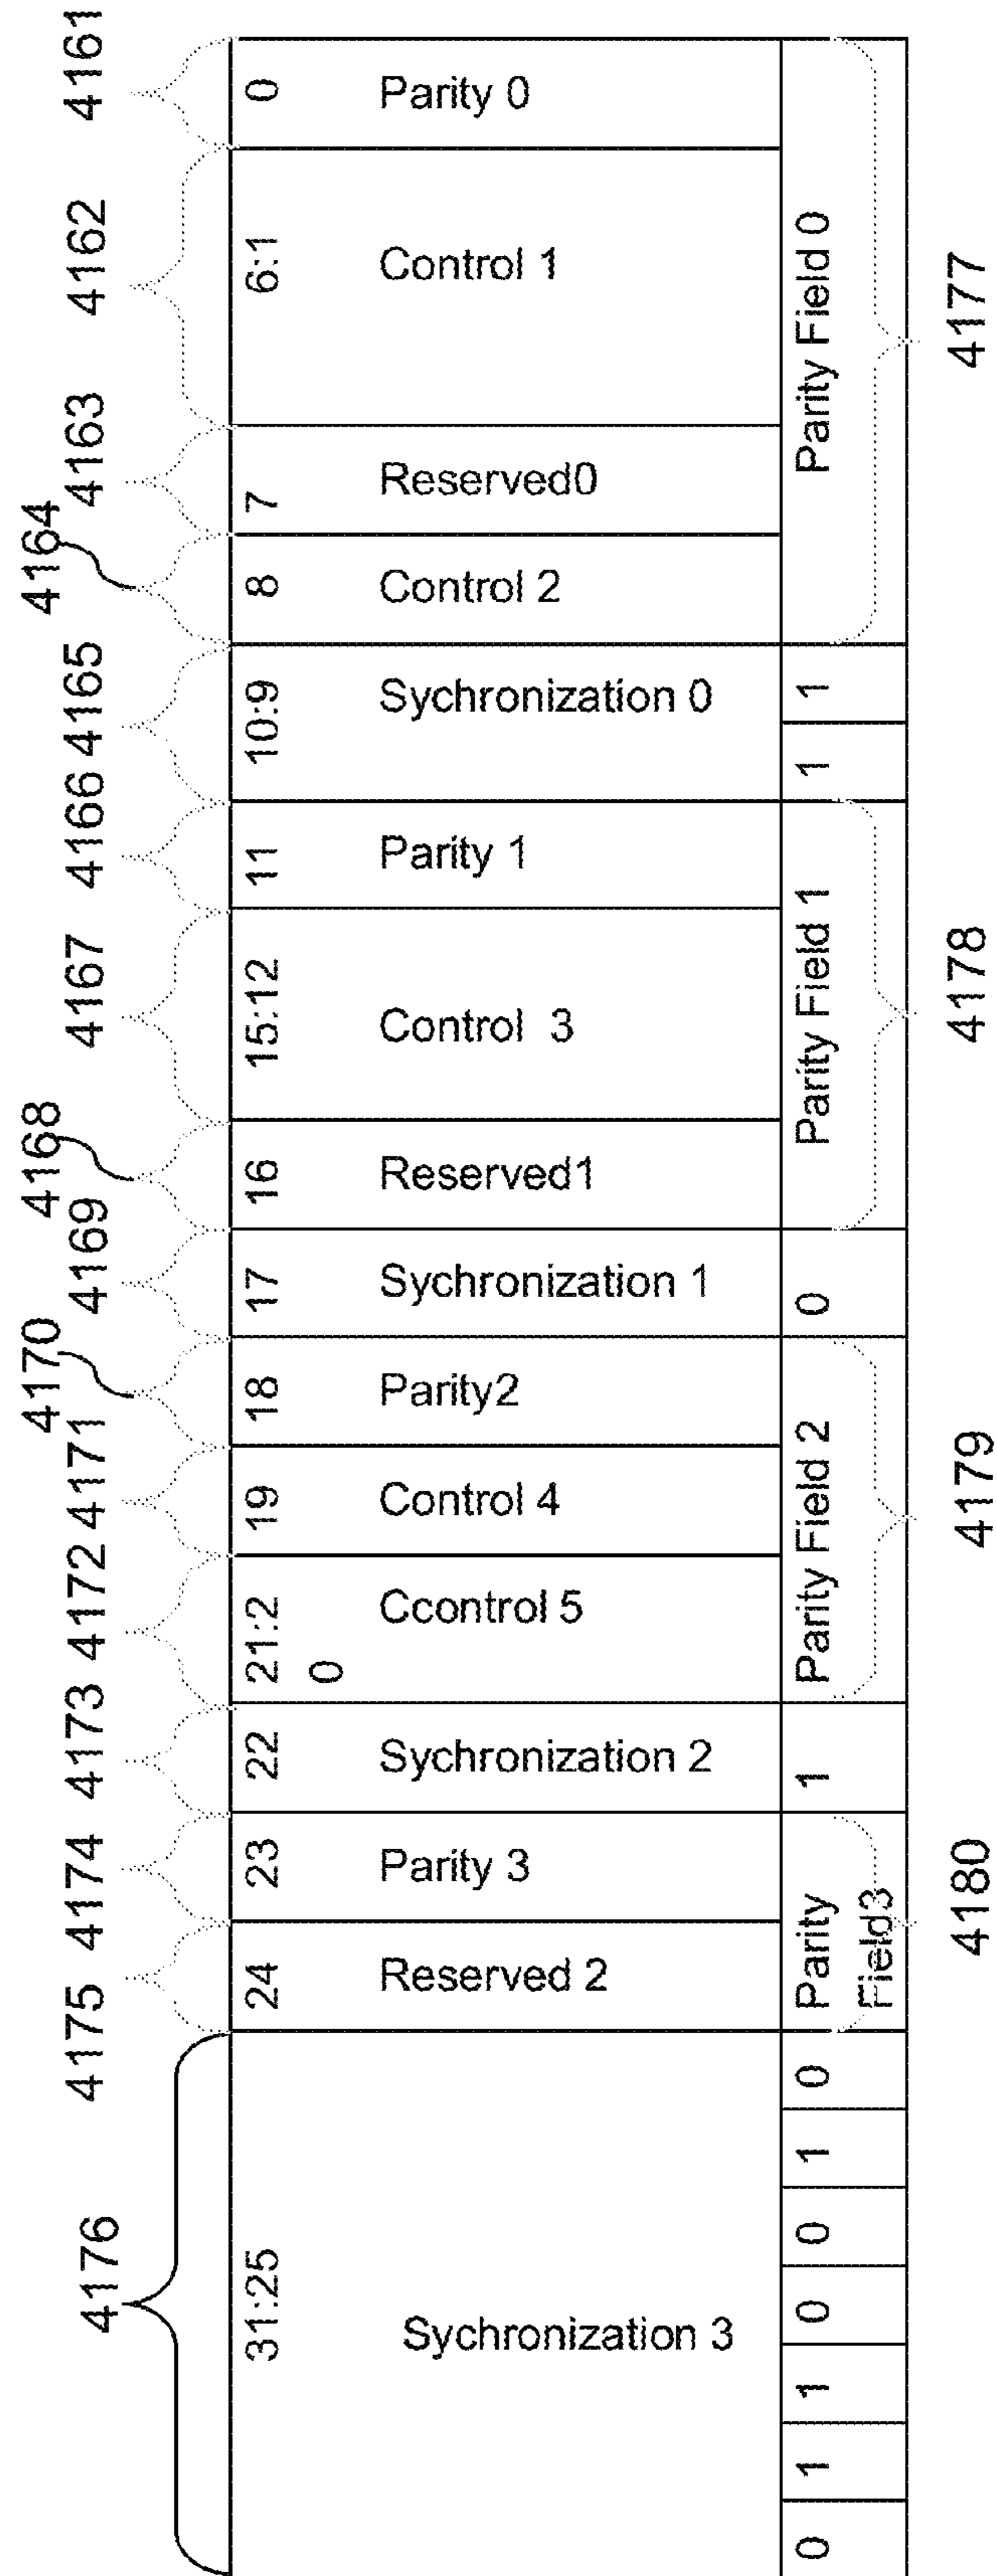 4161
0
Parity 0
4162
6:1
Control 1
4163
7
Reserved0
4164
8
Control 2
Parity Field 0
4177
4165
10:9
Sychronization 0
1
1
4166
11
Parity 1
4167
15:12
Control 3
4168
16
Reserved1
Parity Field 1
4178
4169
17
Sychronization 1
0
4170
18
Parity2
4171
19
Control 4
4172
21:2
0
Ccontrol 5
Parity Field 2
4179
4173
22
Sychronization 2
1
4174
23
Parity 3
4175
24
Reserved 2
Parity
Field3
4180
4176
31:25
Sychronization 3
0
1
0
0
1
1
0